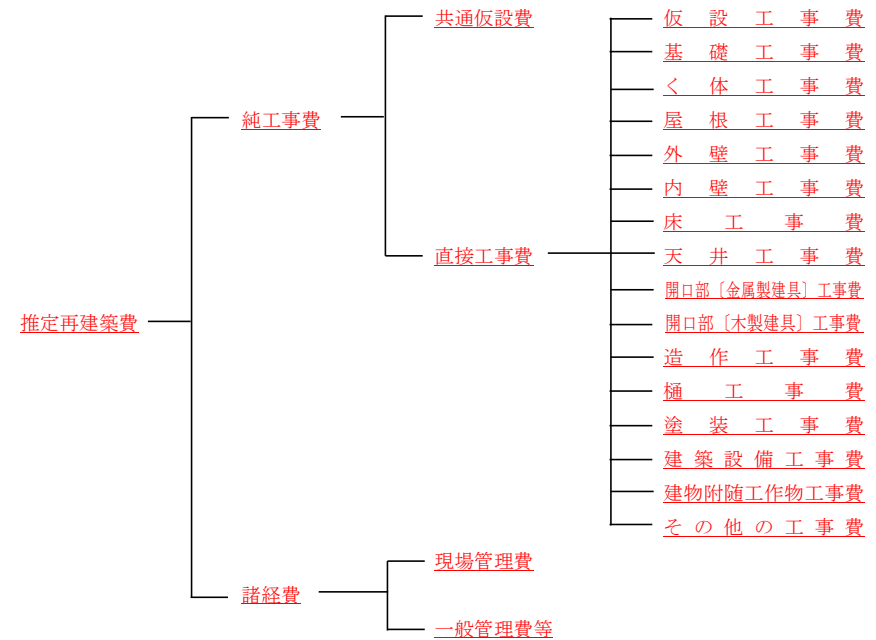 共通仮設費
仮設工事費
基礎工事費
く体工事費
純工事費
屋根工事費
外壁工事費
内壁工事費
床工事費
直接工事費
天井工事費
開口部〔金属製建具〕工事費
推定再建築費
開口部〔木製建具〕工事費
造作工事費
樋工事費
塗装工事費
建築設備工事費
建物附随工作物工事費
その他の工事費
現場管理費
諸経費
一般管理費等